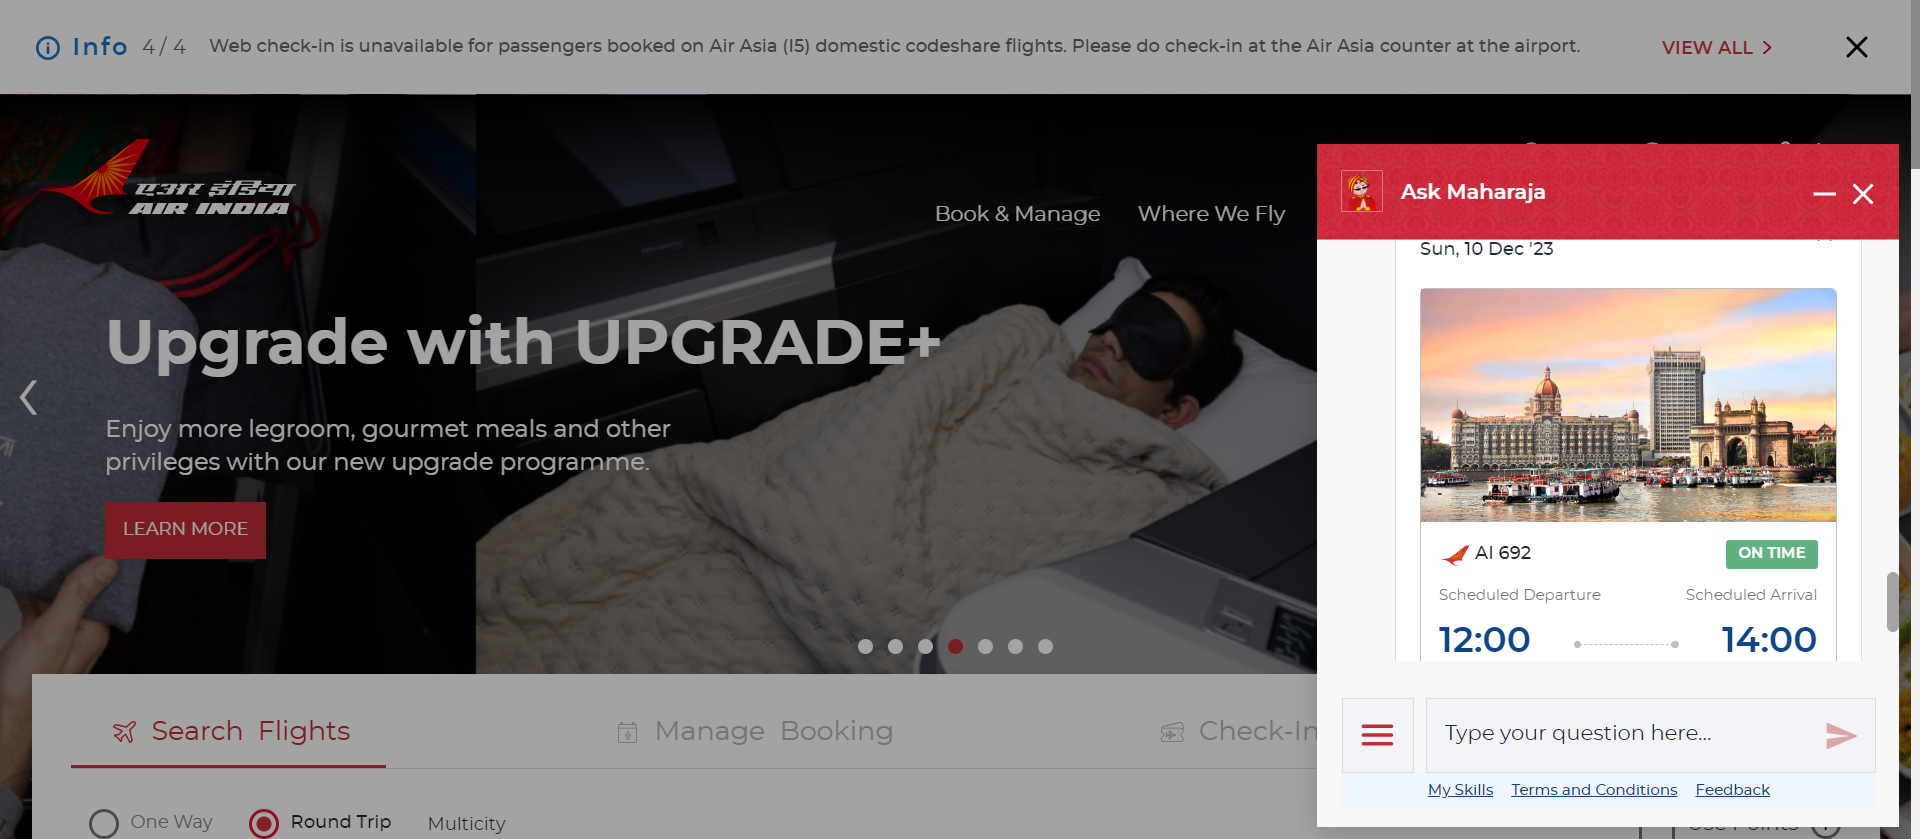 Info 4 / 4 Web check-in is unavailable for passengers booked on Air Asia (I5) domestic codeshare flights. Please do check-in at the Air Asia counter at the airport. VIEW ALL
एअर इंडिया
AIR INDIA
Book & Manage Where We Fly
Upgrade with UPGRADE+
Enjoy more legroom, gourmet meals and other
privileges with our new upgrade programme.
LEARN MORE
Search Flights Manage Booking Check-In
One Way Round Trip Multicity
Ask Maharaja
Sun, 10 Dec '23
AI 692 ON TIME
Scheduled Departure Scheduled Arrival
12:00 14:00
Type your question here...
My Skills Terms and Conditions Feedback